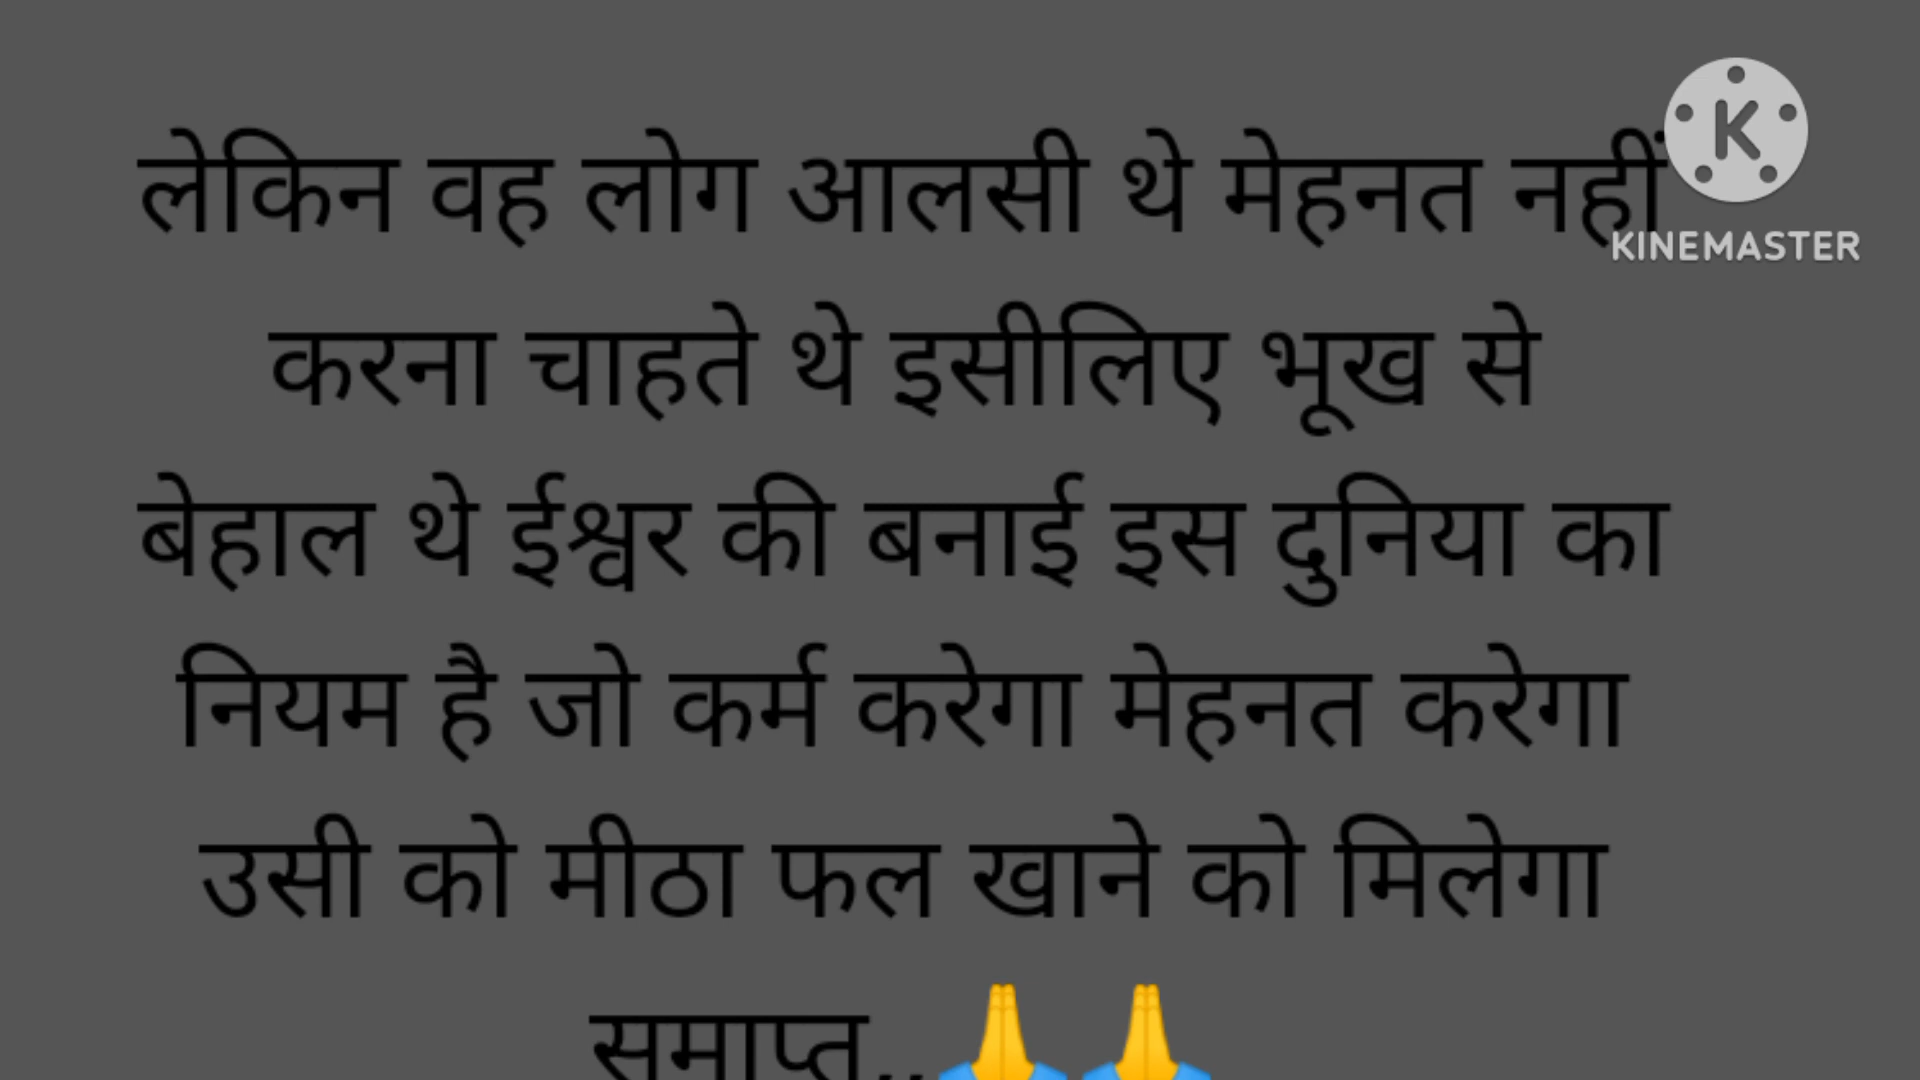 लेकिन वह लोग आलसी थे मेहनत नहीं
KINEMASTER
करना चाहते थे इसीलिए भूख से
बेहाल थे ईश्वर की बनाई इस दुनिया का
नियम है जो कर्म करेगा मेहनत करेगा
उसी को मीठा फल खाने को मिलेगा
समाप्त,,🙏🙏